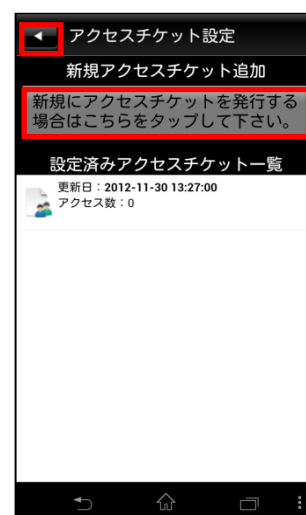 アクセスチケット設定
新規アクセスチケット追加
新規にアクセスチケットを発行する
場合はこちらをタップして下さい。
設定済みアクセスチケット一覧
更新日：2012-11-30 13:27:00
アクセス数：0